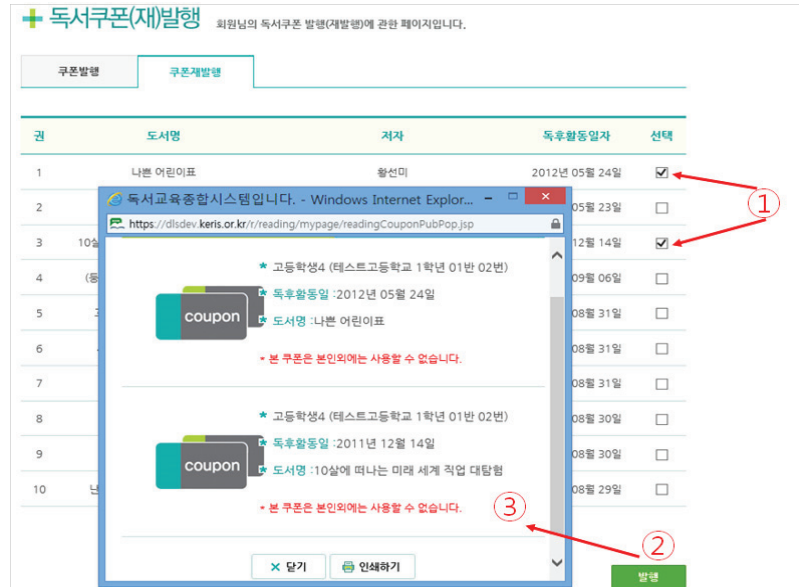 독서쿠폰(재)발행 회원님의 독서쿠폰 발행(재발행)에 관한 페이지입니다.
쿠폰발행 쿠폰재발행
권 도서명 저자 독후활동일자 선택
1 나쁜 어린이표 황선미 2012년 05월 24일
①
독서교육종합시스템입니다. - Windows Internet Explor...
2 05월 23일
https://dlsdev.keris.or.kr/r/reading/mypage/readingCouponPubPop.jsp
3 10살 12월 14일
* 고등학생4 (테스트고등학교 1학년 01반 02번)
4 09월 06일
* 독후활동일 :2012년 05월 24일
coupon
5 08월 31일
* 도서명 :나쁜 어린이표
6 08월 31일
* 본 쿠폰은 본인외에는 사용할 수 없습니다.
7 08월 31일
8 08월 30일
* 고등학생4 (테스트고등학교 1학년 01반 02번)
* 독후활동일 :2011년 12월 14일
9 08월 30일
coupon
* 도서명 :10살에 떠나는 미래 세계 직업 대탐험
10 08월 29일
* 본 쿠폰은 본인외에는 사용할 수 없습니다.
③
②
닫기 인쇄하기
발행